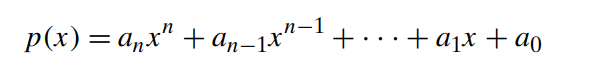 p(x) = aₙxⁿ + aₙ₋₁xⁿ⁻¹ + · · · + a₁x + a₀